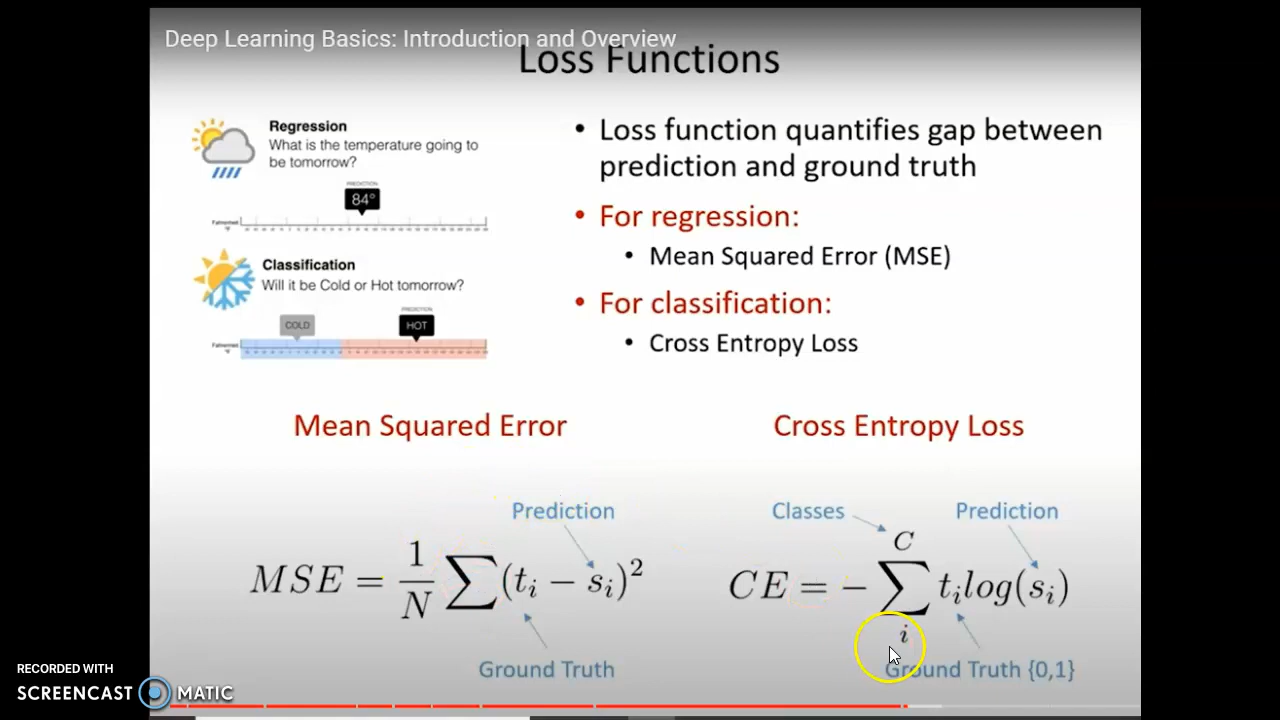 Deep Learning Basics: Introduction and Overview
Loss Functions
Regression
What is the temperature going to
be tomorrow?
PREDICTION
84°
Fahrenheit
Classification
Will it be Cold or Hot tomorrow?
PREDICTION
COLD
HOT
Fahrenheit
• Loss function quantifies gap between
prediction and ground truth
• For regression:
• Mean Squared Error (MSE)
• For classification:
• Cross Entropy Loss
Mean Squared Error
Prediction
MSE = 1/N ∑(tᵢ − sᵢ)²
Ground Truth
Cross Entropy Loss
Classes
Prediction
CE = − ∑ᵢᶜ tᵢlog(sᵢ)
Ground Truth {0,1}
RECORDED WITH
SCREENCAST MATIC